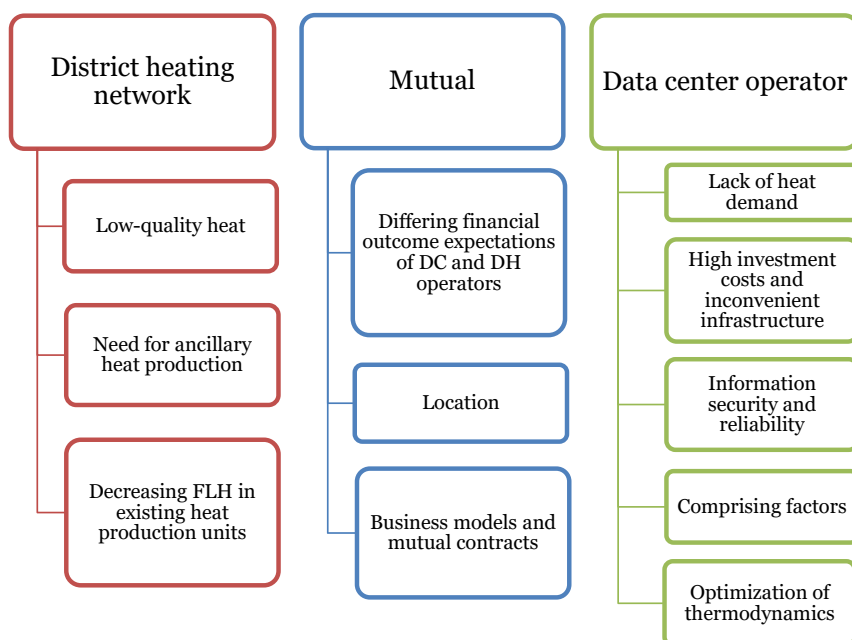 District heating
network
Low-quality heat
Need for ancillary
heat production
Decreasing FLH in
existing heat
production units
Mutual
Differing financial
outcome expectations
of DC and DH
operators
Location
Business models and
mutual contracts
Data center operator
Lack of heat
demand
High investment
costs and
inconvenient
infrastructure
Information
security and
reliability
Comprising factors
Optimization of
thermodynamics